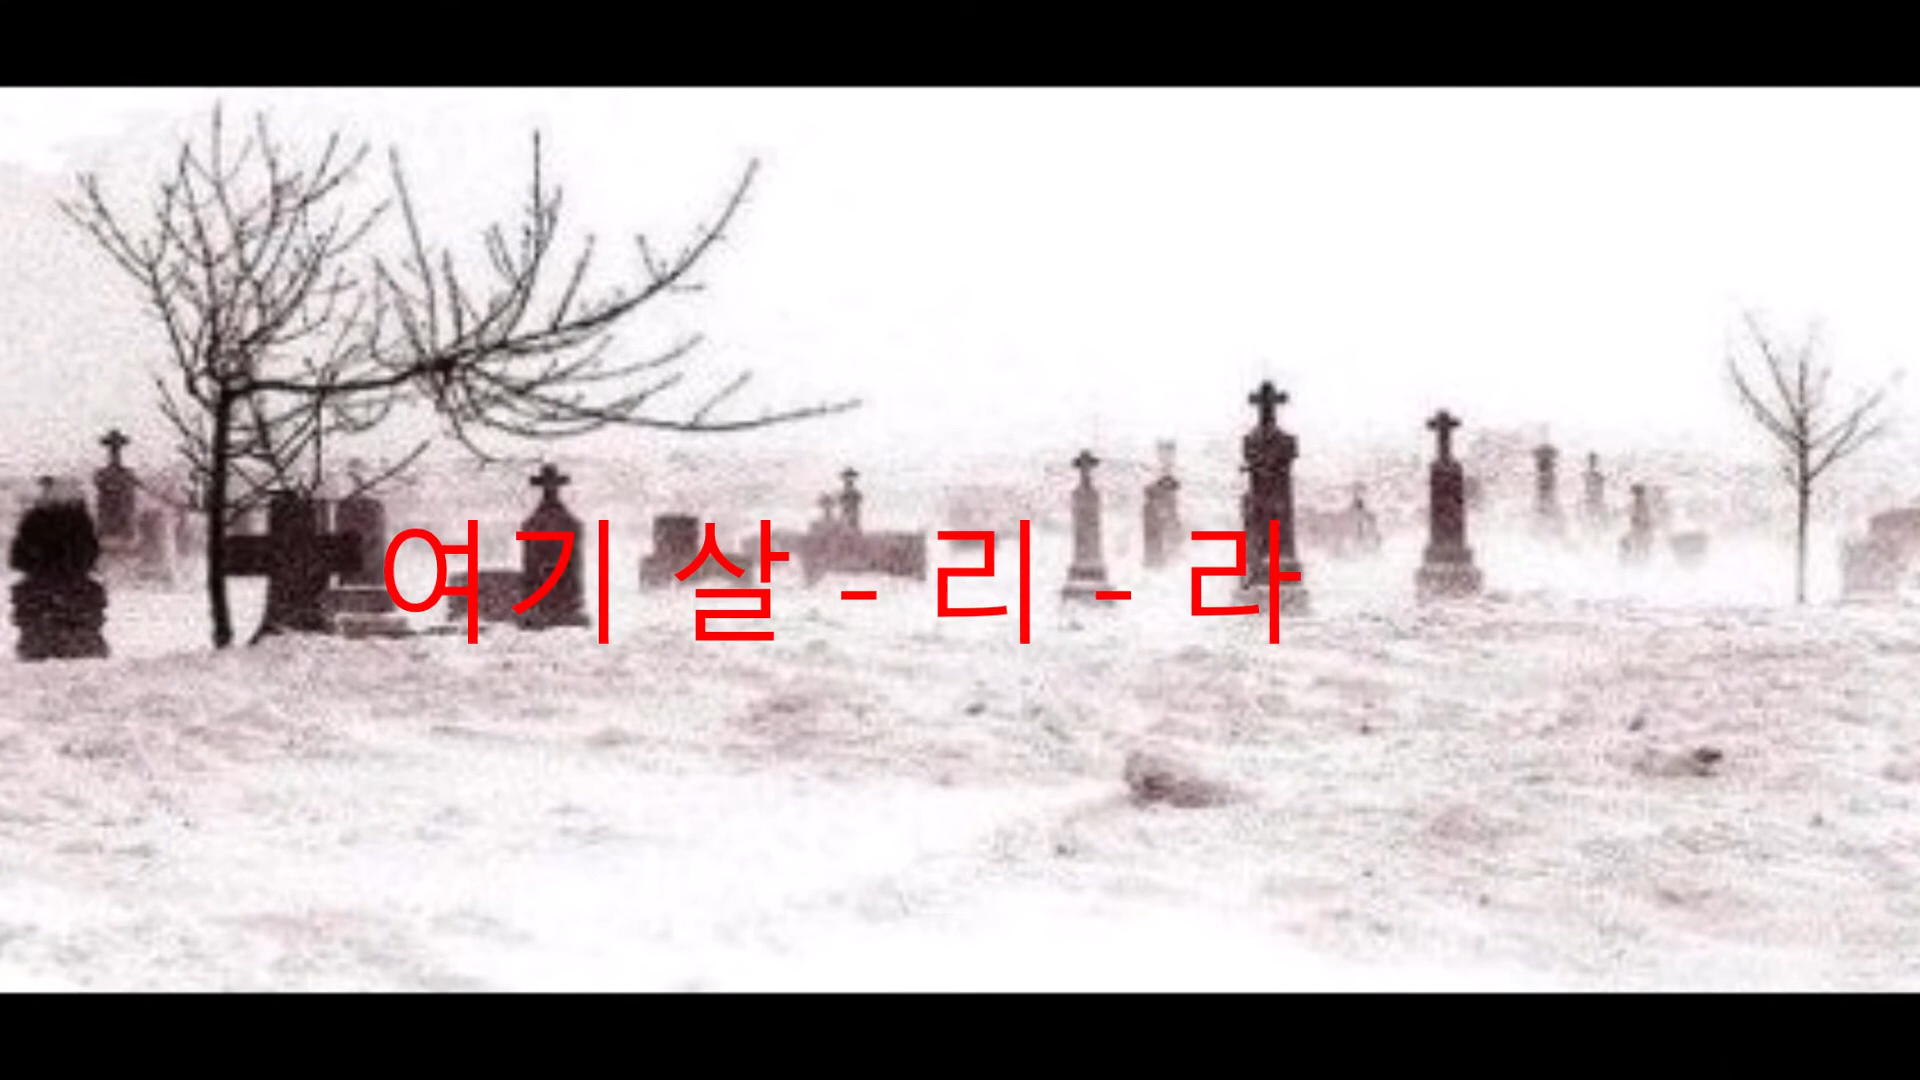 여기 살 - 리 - 라